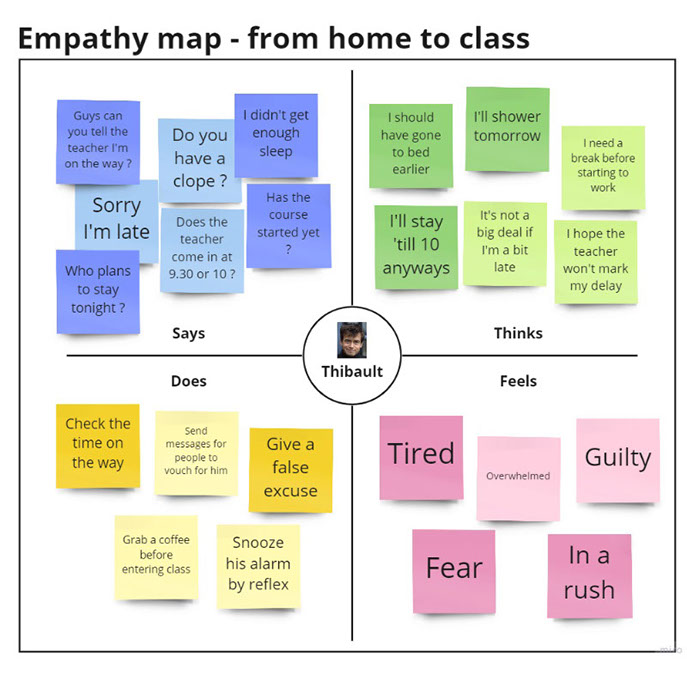 Empathy map - from home to class
Guys can
you tell the
teacher I'm
on the way ?
Do you
have a
clope ?
I didn't get
enough
sleep
Sorry
I'm late
Does the
teacher
come in at
9.30 or 10 ?
Has the
course
started yet
?
Who plans
to stay
tonight ?
Says
I should
have gone
to bed
earlier
I'll shower
tomorrow
I need a
break before
starting to
work
I'll stay
'till 10
anyways
It's not a
big deal if
I'm a bit
late
I hope the
teacher
won't mark
my delay
Thinks
Thibault
Does
Check the
time on
the way
Send
messages for
people to
vouch for him
Give a
false
excuse
Grab a coffee
before
entering class
Snooze
his alarm
by reflex
Feels
Tired
Overwhelmed
Guilty
Fear
In a
rush
miro